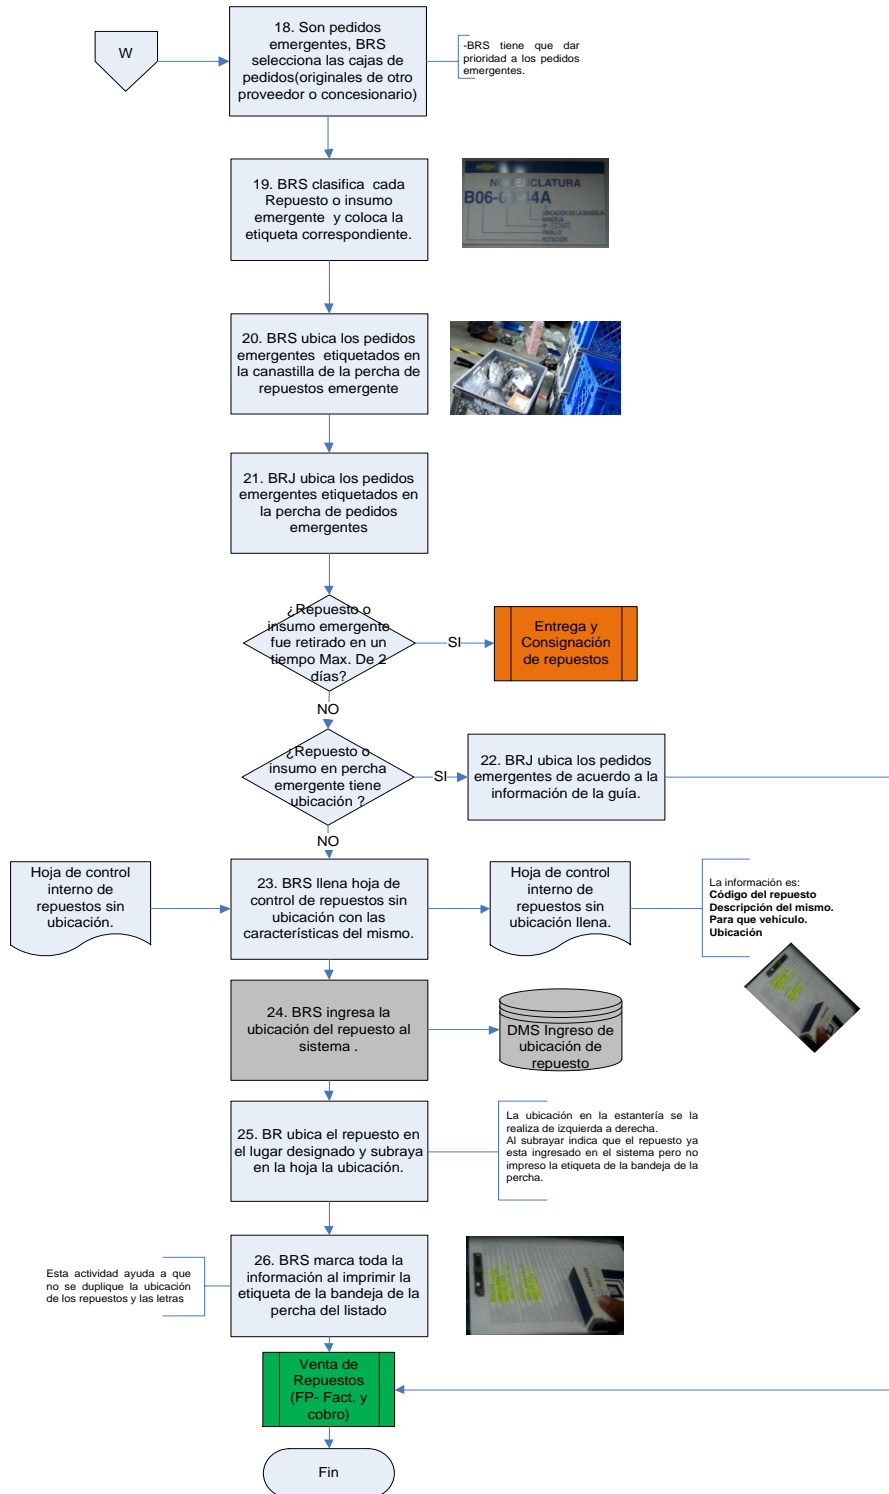 W
18. Son pedidos
emergentes, BRS
selecciona las cajas de
pedidos(originales de otro
proveedor o concesionario)
-BRS tiene que dar
prioridad a los pedidos
emergentes.
19. BRS clasifica cada
Repuesto o insumo
emergente y coloca la
etiqueta correspondiente.
NOMENCLATURA
UBICACIÓN EN LA BANDEJA
BANDEJA
Nº. ESTANTE
PASILLO
ROTACION
20. BRS ubica los pedidos
emergentes etiquetados en
la canastilla de la percha de
repuestos emergente
21. BRJ ubica los pedidos
emergentes etiquetados en
la percha de pedidos
emergentes
¿Repuesto o
insumo emergente
fue retirado en un
tiempo Max. De 2
días?
SI
Entrega y
Consignación
de repuestos
NO
¿Repuesto o
insumo en percha
emergente tiene
ubicación ?
SI
22. BRJ ubica los pedidos
emergentes de acuerdo a la
información de la guía.
NO
Hoja de control
interno de
repuestos sin
ubicación.
23. BRS llena hoja de
control de repuestos sin
ubicación con las
características del mismo.
Hoja de control
interno de
repuestos sin
ubicación llena.
La información es:
Código del repuesto
Descripción del mismo.
Para que vehículo.
Ubicación
24. BRS ingresa la
ubicación del repuesto al
sistema .
DMS Ingreso de
ubicación de
repuesto
25. BR ubica el repuesto en
el lugar designado y subraya
en la hoja la ubicación.
La ubicación en la estantería se la
realiza de izquierda a derecha.
Al subrayar indica que el repuesto ya
esta ingresado en el sistema pero no
impreso la etiqueta de la bandeja de la
percha.
26. BRS marca toda la
información al imprimir la
etiqueta de la bandeja de la
percha del listado
Esta actividad ayuda a que
no se duplique la ubicación
de los repuestos y las letras
Venta de
Repuestos
(FP- Fact. y
cobro)
Fin